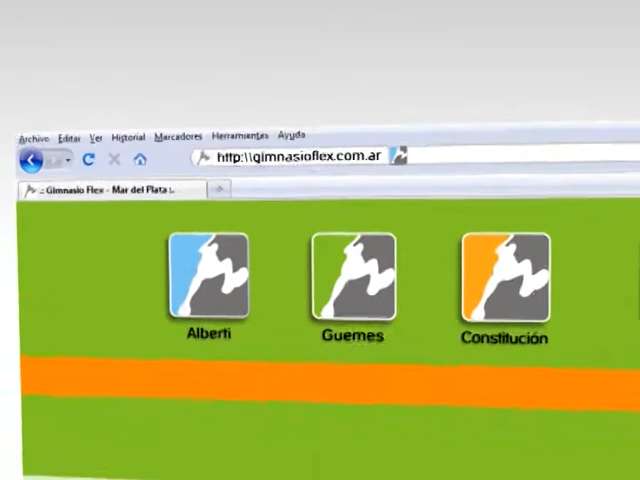 Archivo Editar Ver Historial Marcadores Herramientas Ayuda
http:\\gimnasioflex.com.ar
.: Gimnasio Flex - Mar del Plata :.
Alberti
Guemes
Constitución